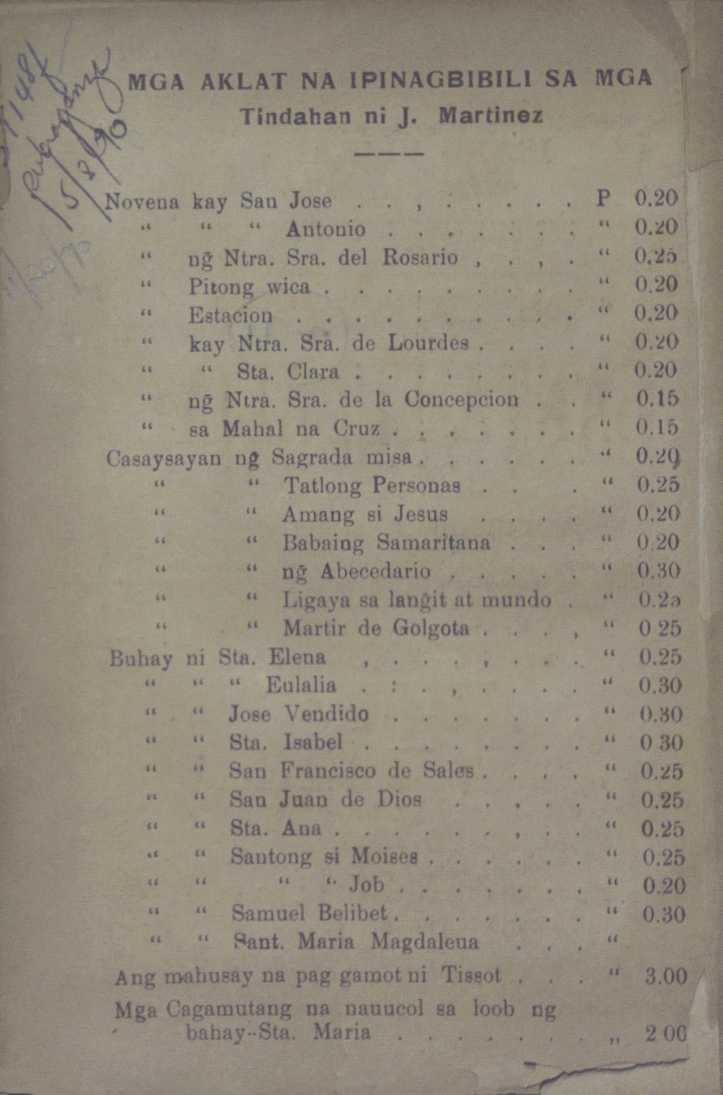 5/8/90
MGA AKLAT NA IPINAGBIBILI SA MGA
Tindahan ni J. Martinez
Novena kay San Jose . . , . . . . . . P 0.20
“ “ “ Antonio . . . . . . . “ 0.20
“ ng̃ Ntra. Sra. del Rosario , . . , . “ 0.25
“ Pitong wica . . . . . . . . . “ 0.20
“ Estacion . . . . . . . . . . “ 0.20
“ kay Ntra. Sra. de Lourdes . . . . “ 0.20
“ “ Sta. Clara . . . . . . . . “ 0.20
“ ng̃ Ntra. Sra. de la Concepcion . . “ 0.15
“ sa Mahal na Cruz . . . . . . . “ 0.15
Casaysayan ng̃ Sagrada misa . . . . . . “ 0.20
“ “ Tatlong Personas . . . “ 0.25
“ “ Amang si Jesus . . . . “ 0.20
“ “ Babaing Samaritana . . . “ 0.20
“ “ ng̃ Abecedario . . . . . “ 0.30
“ “ Ligaya sa lang̃it at mundo . “ 0.25
“ “ Martir de Golgota . . . . , “ 0 25
Buhay ni Sta. Elena , . . . , . . . “ 0.25
“ “ “ Eulalia . : . , . . . . “ 0.30
“ “ Jose Vendido . . . . . . . “ 0.30
“ “ Sta. Isabel . . . . . . . . “ 0 30
“ “ San Francisco de Sales . . . . “ 0.25
“ “ San Juan de Dios . . . . . “ 0.25
“ “ Sta. Ana . . . . . . , . . “ 0.25
“ “ Santong si Moises . . . . . . “ 0.25
“ “ “ “ Job . . . . . . . “ 0.20
“ “ Samuel Belibet . . . . . . . “ 0.30
“ “ Sant. Maria Magdalena . . . “
Ang mahusay na pag gamot ni Tissot . . . “ 3.00
Mga Cagamutang na nauucol sa loob ng
bahay--Sta. Maria . . . . . . . „ 2 00